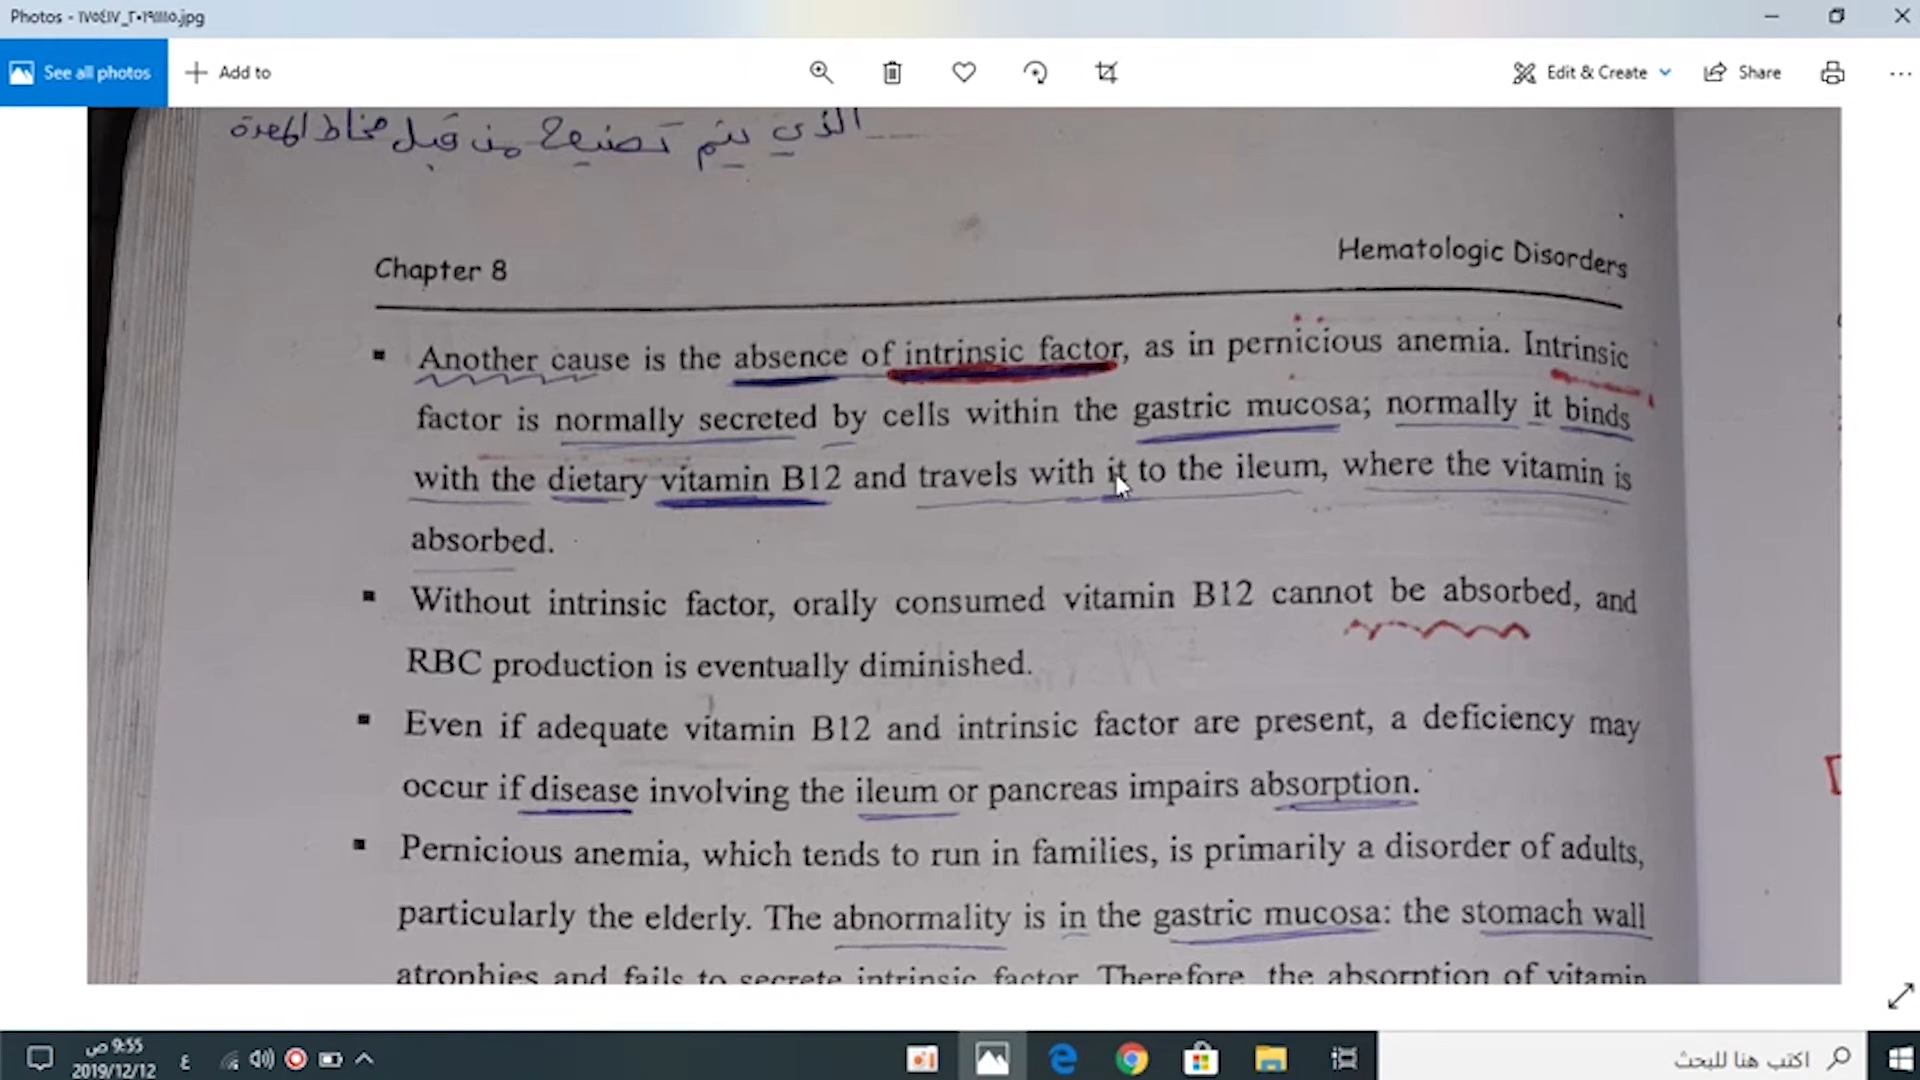 Photos - ٢٠١٩١١١٥_١٧٥٤١٧.jpg
See all photos
Add to
Edit & Create
Share
الذي يتم تصنيعه من قبل مخاط المعدة
Chapter 8
Hematologic Disorders
▪ Another cause is the absence of intrinsic factor, as in pernicious anemia. Intrinsic
factor is normally secreted by cells within the gastric mucosa; normally it binds
with the dietary vitamin B12 and travels with it to the ileum, where the vitamin is
absorbed.
▪ Without intrinsic factor, orally consumed vitamin B12 cannot be absorbed, and
RBC production is eventually diminished.
▪ Even if adequate vitamin B12 and intrinsic factor are present, a deficiency may
occur if disease involving the ileum or pancreas impairs absorption.
▪ Pernicious anemia, which tends to run in families, is primarily a disorder of adults,
particularly the elderly. The abnormality is in the gastric mucosa: the stomach wall
atrophies and fails to secrete intrinsic factor. Therefore, the absorption of vitamin
9:55 ص
2019/12/12
ع
اكتب هنا للبحث